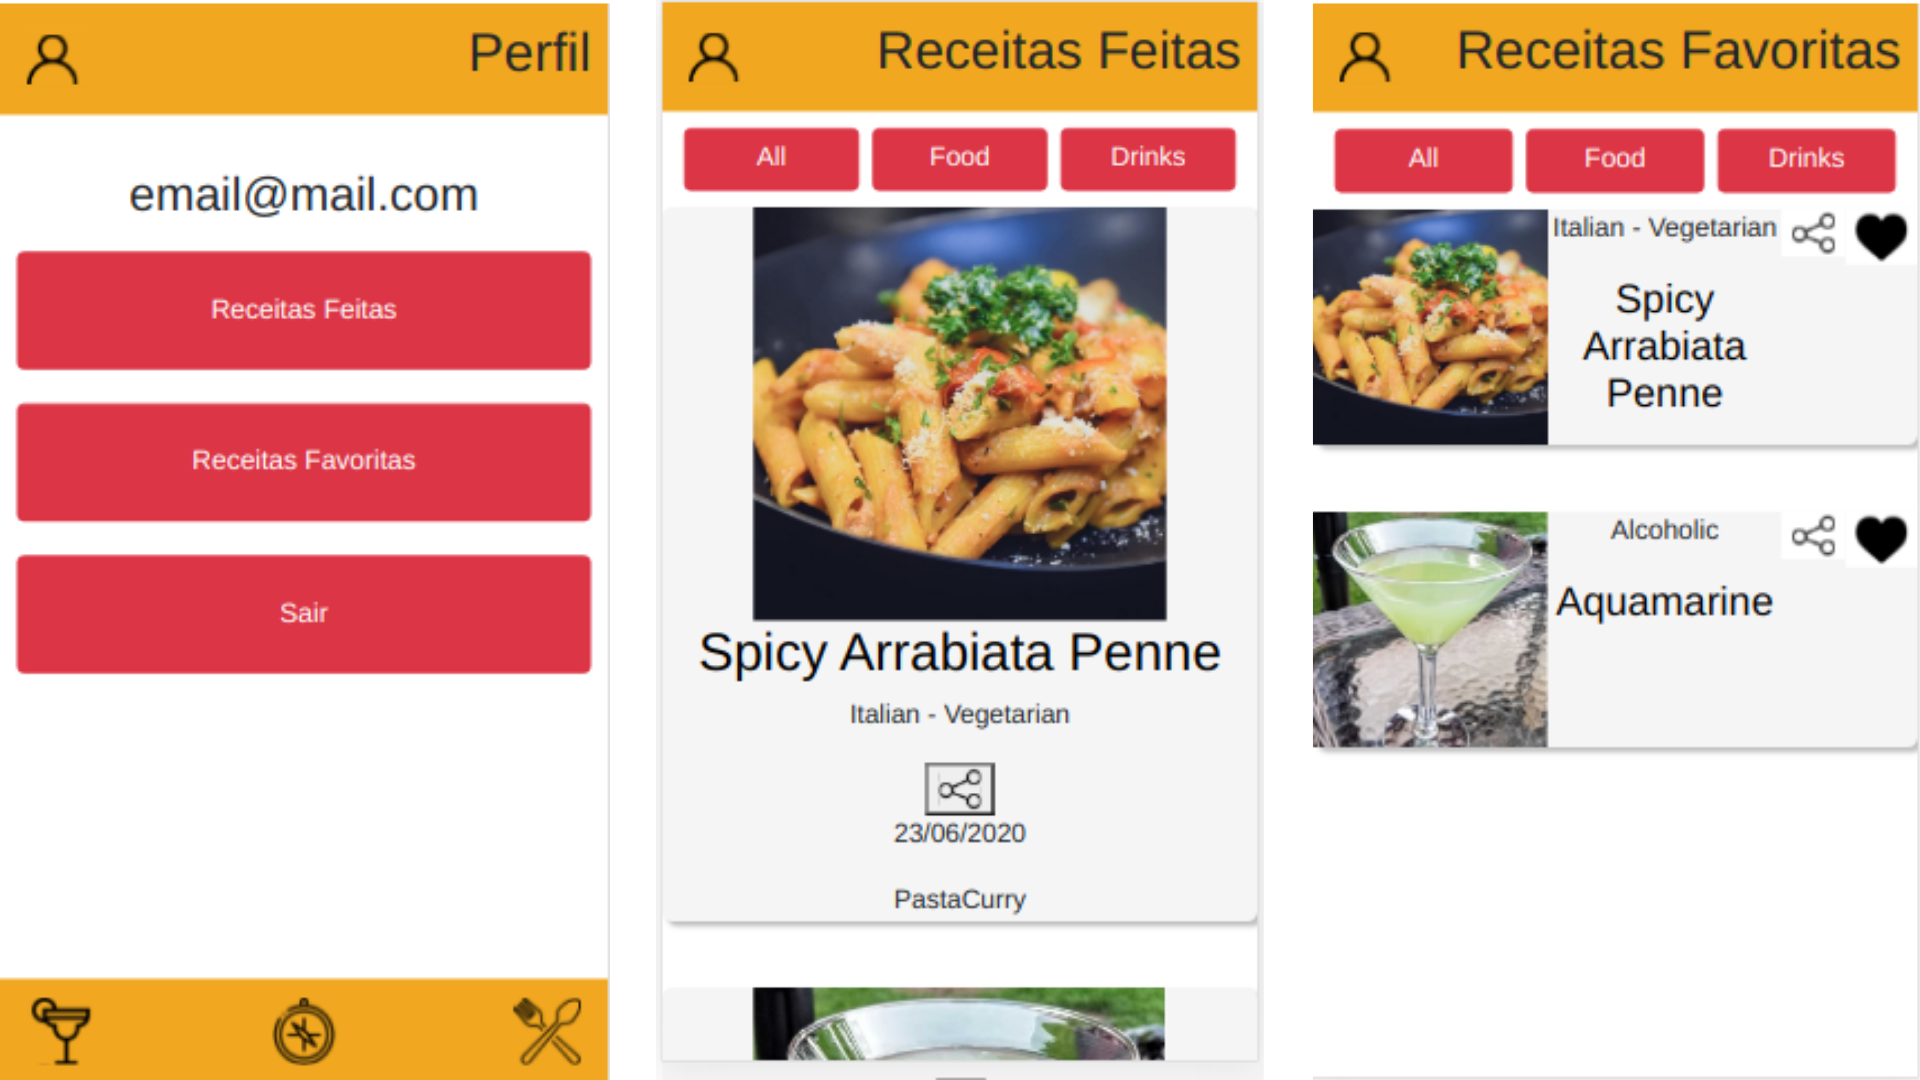 Perfil
email@mail.com
Receitas Feitas
Receitas Favoritas
Sair
Receitas Feitas
All
Food
Drinks
Spicy Arrabiata Penne
Italian - Vegetarian
23/06/2020
PastaCurry
Receitas Favoritas
All
Food
Drinks
Italian - Vegetarian
Spicy
Arrabiata
Penne
Alcoholic
Aquamarine